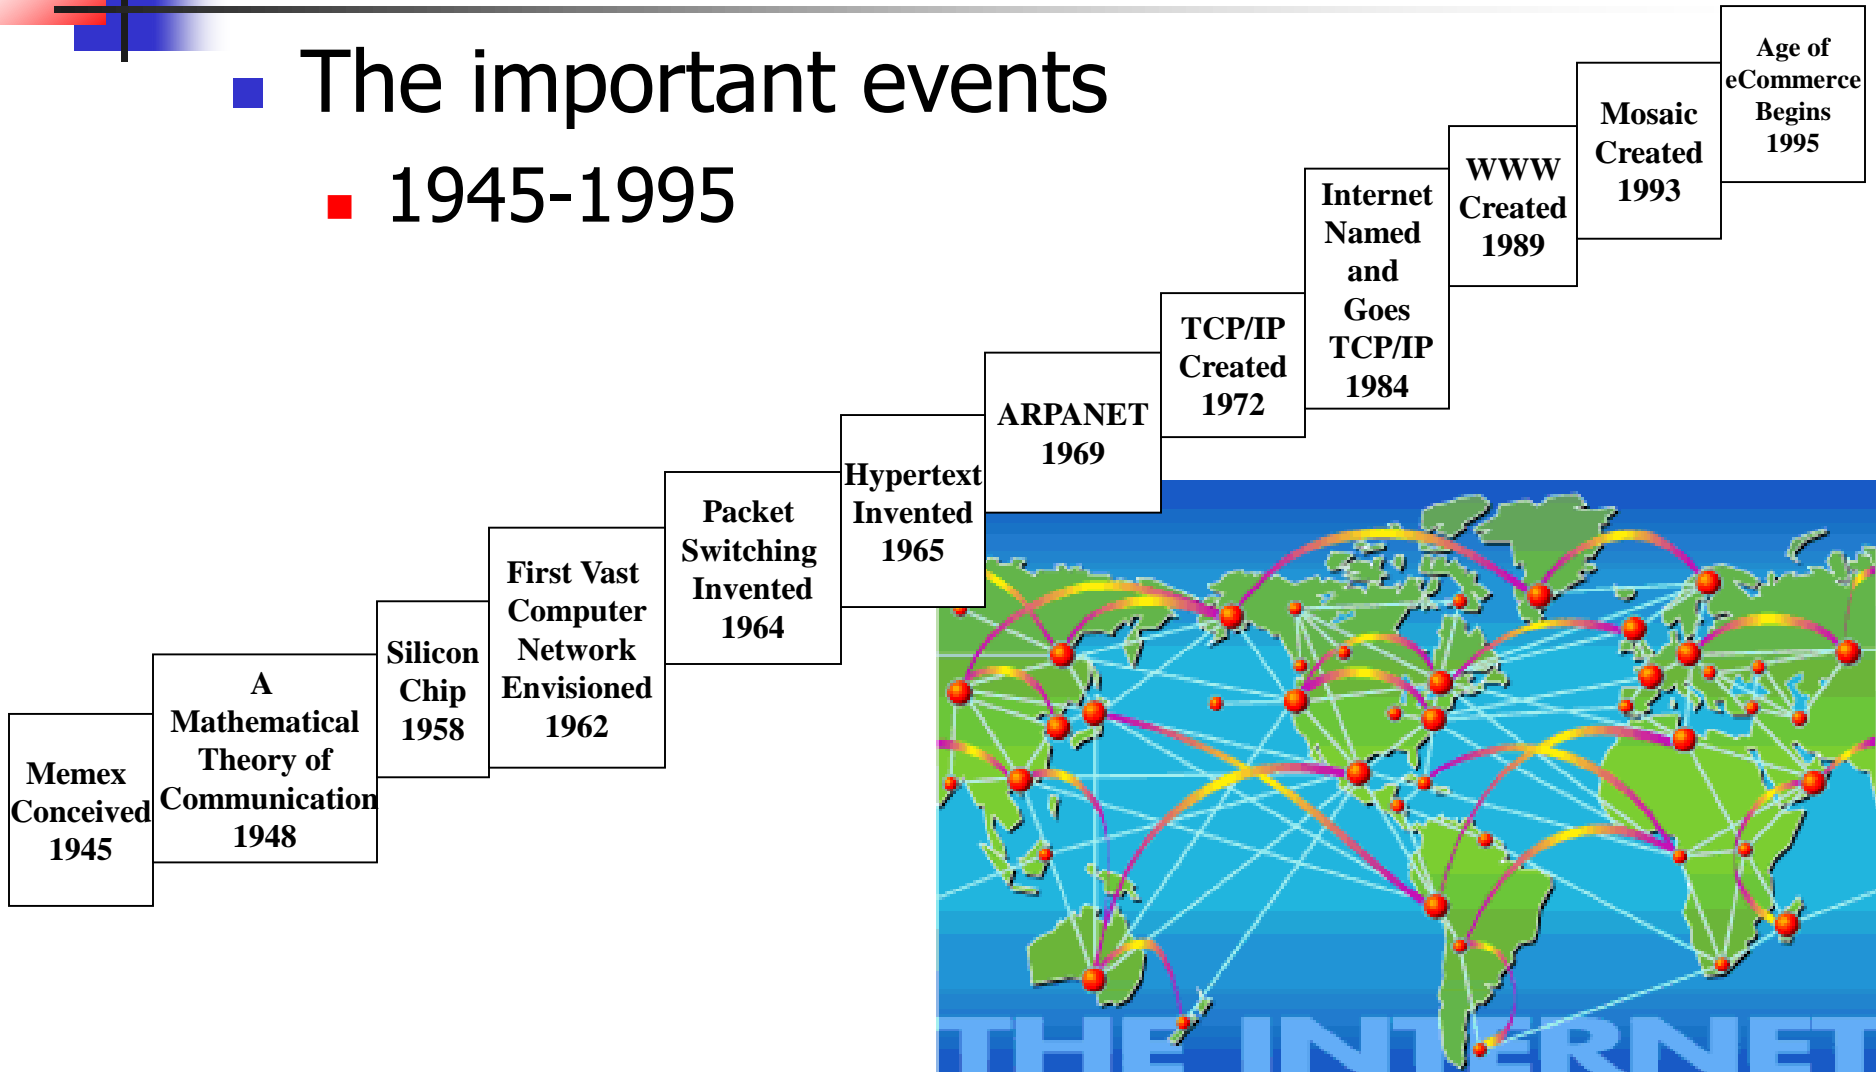 The important events
1945-1995
Memex
Conceived
1945
A
Mathematical
Theory of
Communication
1948
Silicon
Chip
1958
First Vast
Computer
Network
Envisioned
1962
Packet
Switching
Invented
1964
Hypertext
Invented
1965
ARPANET
1969
TCP/IP
Created
1972
Internet
Named
and
Goes
TCP/IP
1984
WWW
Created
1989
Mosaic
Created
1993
Age of
eCommerce
Begins
1995
THE INTERNET